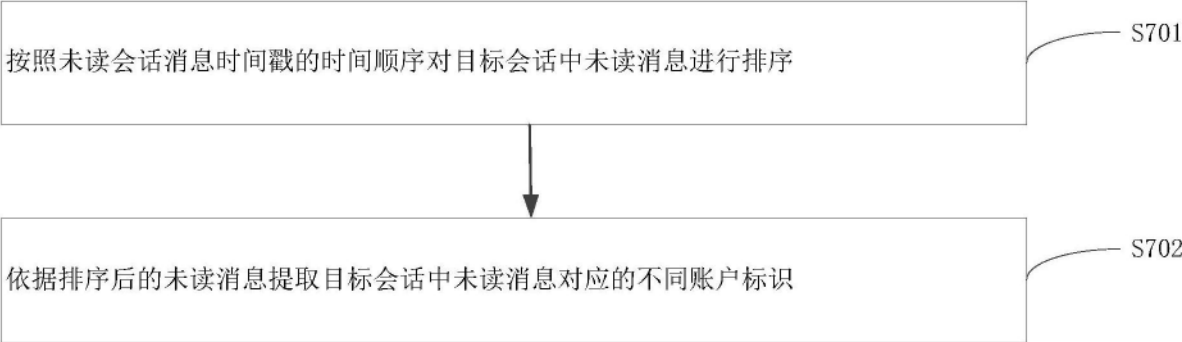 按照未读会话消息时间戳的时间顺序对目标会话中未读消息进行排序
S701
依据排序后的未读消息提取目标会话中未读消息对应的不同账户标识
S702